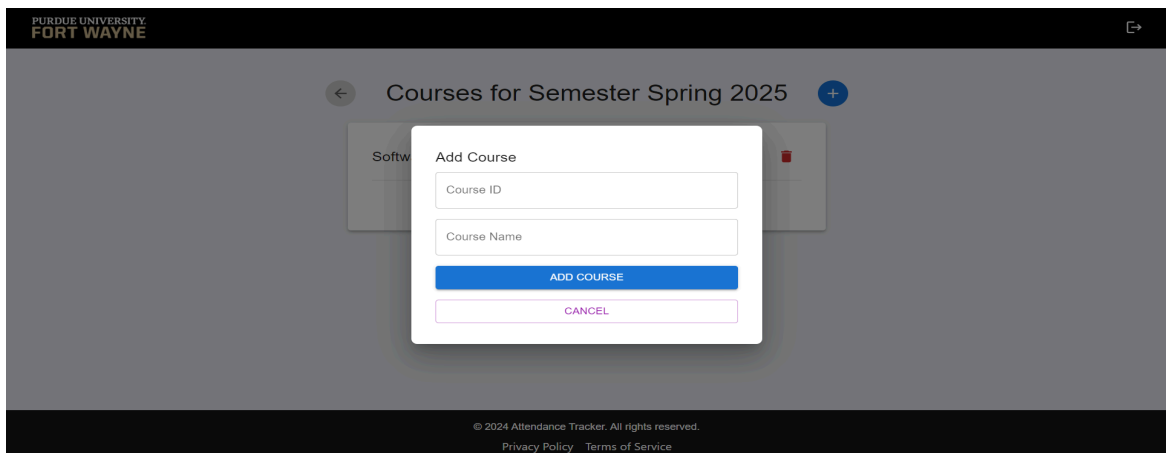 PURDUE UNIVERSITY.
FORT WAYNE
Courses for Semester Spring 2025
Softw
Add Course
Course ID
Course Name
ADD COURSE
CANCEL
© 2024 Attendance Tracker. All rights reserved.
Privacy Policy Terms of Service